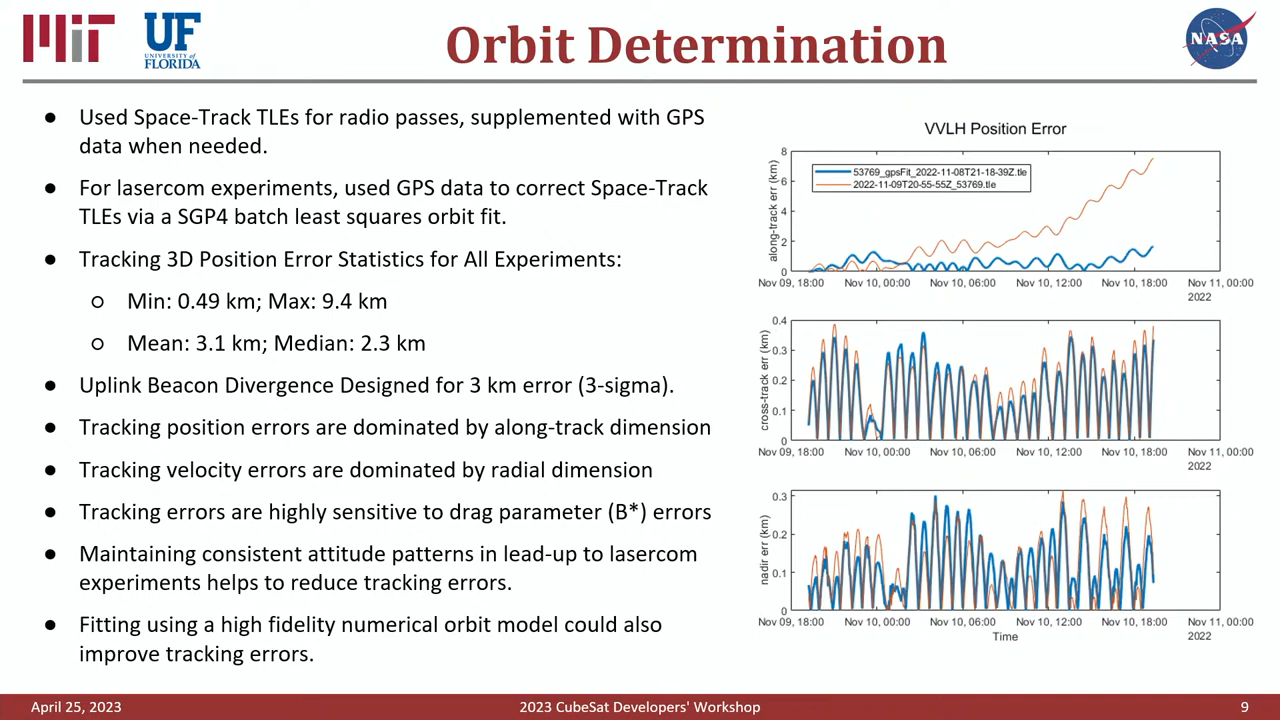 MIT
UF
UNIVERSITY of
FLORIDA
Orbit Determination
NASA
● Used Space-Track TLEs for radio passes, supplemented with GPS
data when needed.
● For lasercom experiments, used GPS data to correct Space-Track
TLEs via a SGP4 batch least squares orbit fit.
● Tracking 3D Position Error Statistics for All Experiments:
○ Min: 0.49 km; Max: 9.4 km
○ Mean: 3.1 km; Median: 2.3 km
● Uplink Beacon Divergence Designed for 3 km error (3-sigma).
● Tracking position errors are dominated by along-track dimension
● Tracking velocity errors are dominated by radial dimension
● Tracking errors are highly sensitive to drag parameter (B*) errors
● Maintaining consistent attitude patterns in lead-up to lasercom
experiments helps to reduce tracking errors.
● Fitting using a high fidelity numerical orbit model could also
improve tracking errors.
VVLH Position Error
along-track err (km)
8
6
4
2
0
53769_gpsFit_2022-11-08T21-18-39Z.tle
2022-11-09T20-55-55Z_53769.tle
Nov 09, 18:00 Nov 10, 00:00 Nov 10, 06:00 Nov 10, 12:00 Nov 10, 18:00 Nov 11, 00:00
2022
cross-track err (km)
0.4
0.3
0.2
0.1
0
Nov 09, 18:00 Nov 10, 00:00 Nov 10, 06:00 Nov 10, 12:00 Nov 10, 18:00 Nov 11, 00:00
2022
nadir err (km)
0.3
0.2
0.1
0
Nov 09, 18:00 Nov 10, 00:00 Nov 10, 06:00 Nov 10, 12:00 Nov 10, 18:00 Nov 11, 00:00
2022
Time
April 25, 2023
2023 CubeSat Developers' Workshop
9